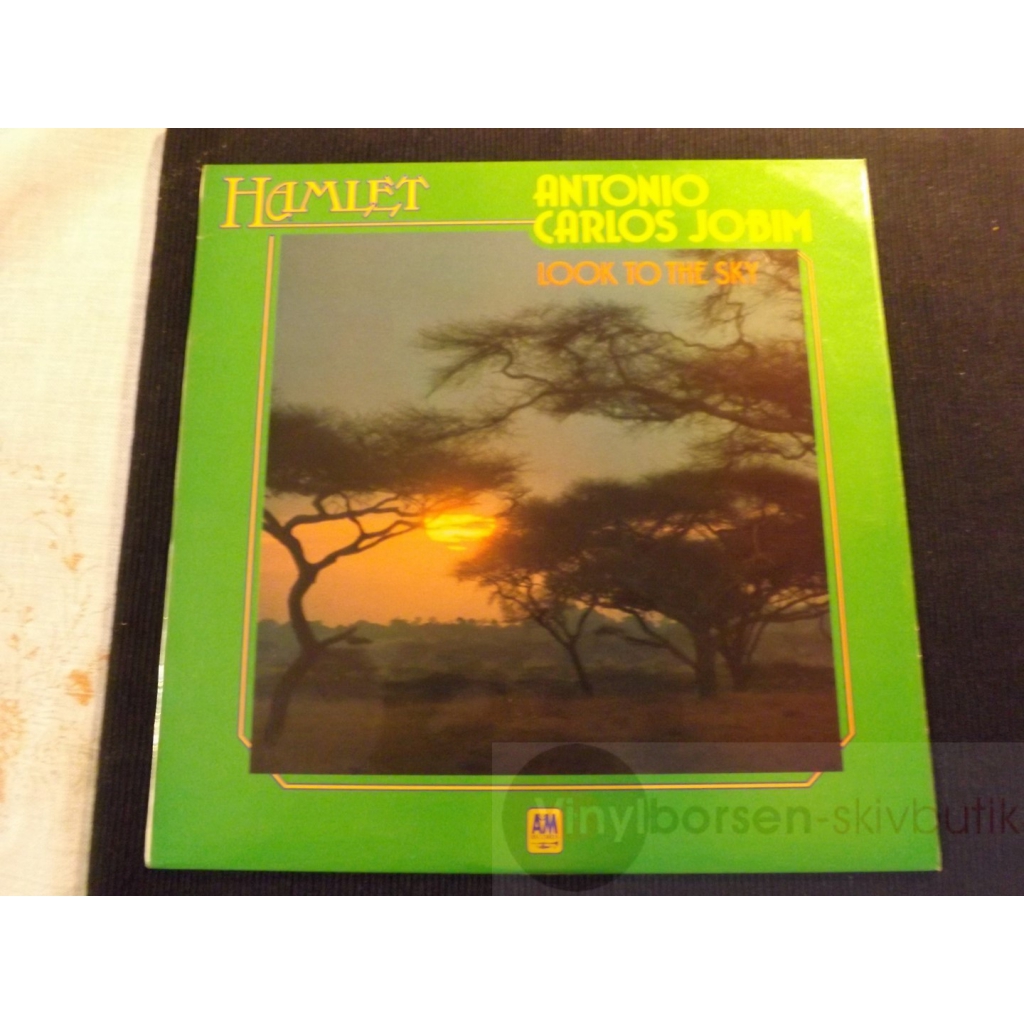 HAMLET
ANTONIO
CARLOS JOBIM
LOOK TO THE SKY
A&M
Vinylborsen-skivbutik